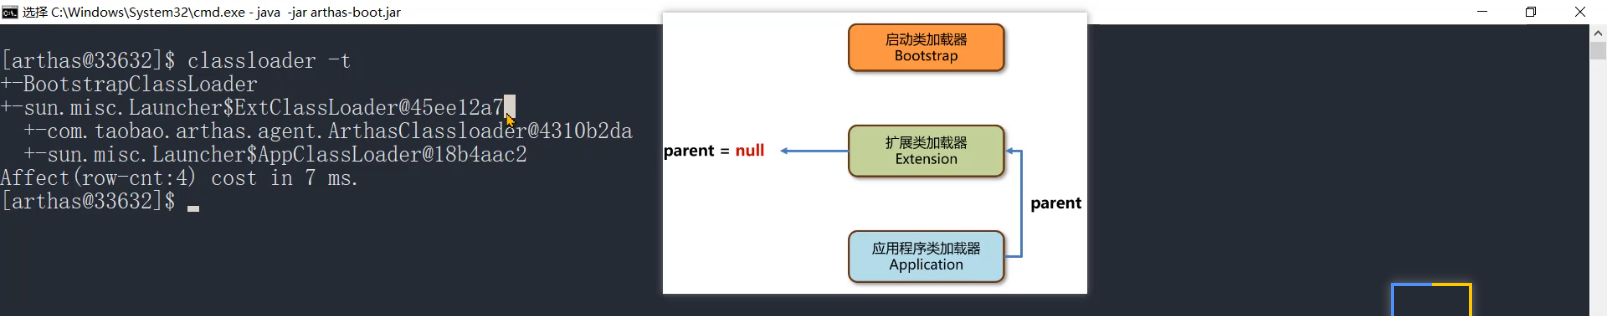 选择 C:\Windows\System32\cmd.exe - java  -jar arthas-boot.jar
[arthas@33632]$ classloader -t
+-BootstrapClassLoader
+-sun.misc.Launcher$ExtClassLoader@45ee12a7
  +-com.taobao.arthas.agent.ArthasClassloader@4310b2da
  +-sun.misc.Launcher$AppClassLoader@18b4aac2
Affect(row-cnt:4) cost in 7 ms.
[arthas@33632]$
启动类加载器
Bootstrap
扩展类加载器
Extension
parent = null
parent
应用程序类加载器
Application